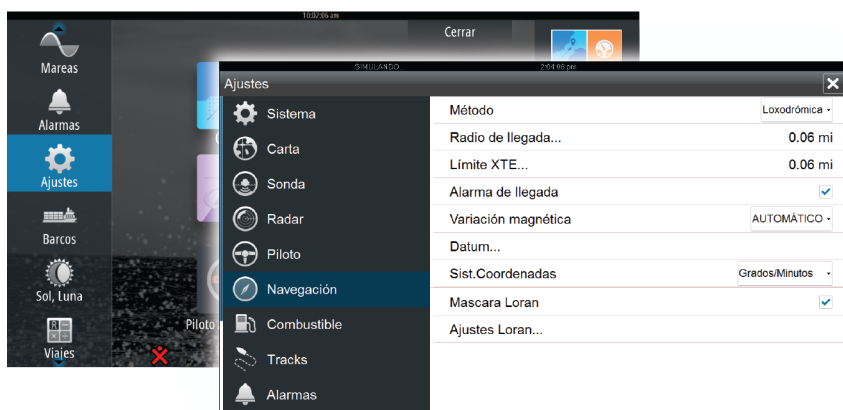 10:02:06 am
Cerrar
Mareas
Alarmas
Ajustes
Barcos
Sol, Luna
Viajes
SIMULANDO 2:04:08 pm
Ajustes
Sistema
Carta
Sonda
Radar
Piloto
Navegación
Combustible
Tracks
Alarmas
Método Loxodrómica
Radio de llegada... 0.06 mi
Límite XTE... 0.06 mi
Alarma de llegada
Variación magnética AUTOMÁTICO
Datum...
Sist.Coordenadas Grados/Minutos
Mascara Loran
Ajustes Loran...
Piloto